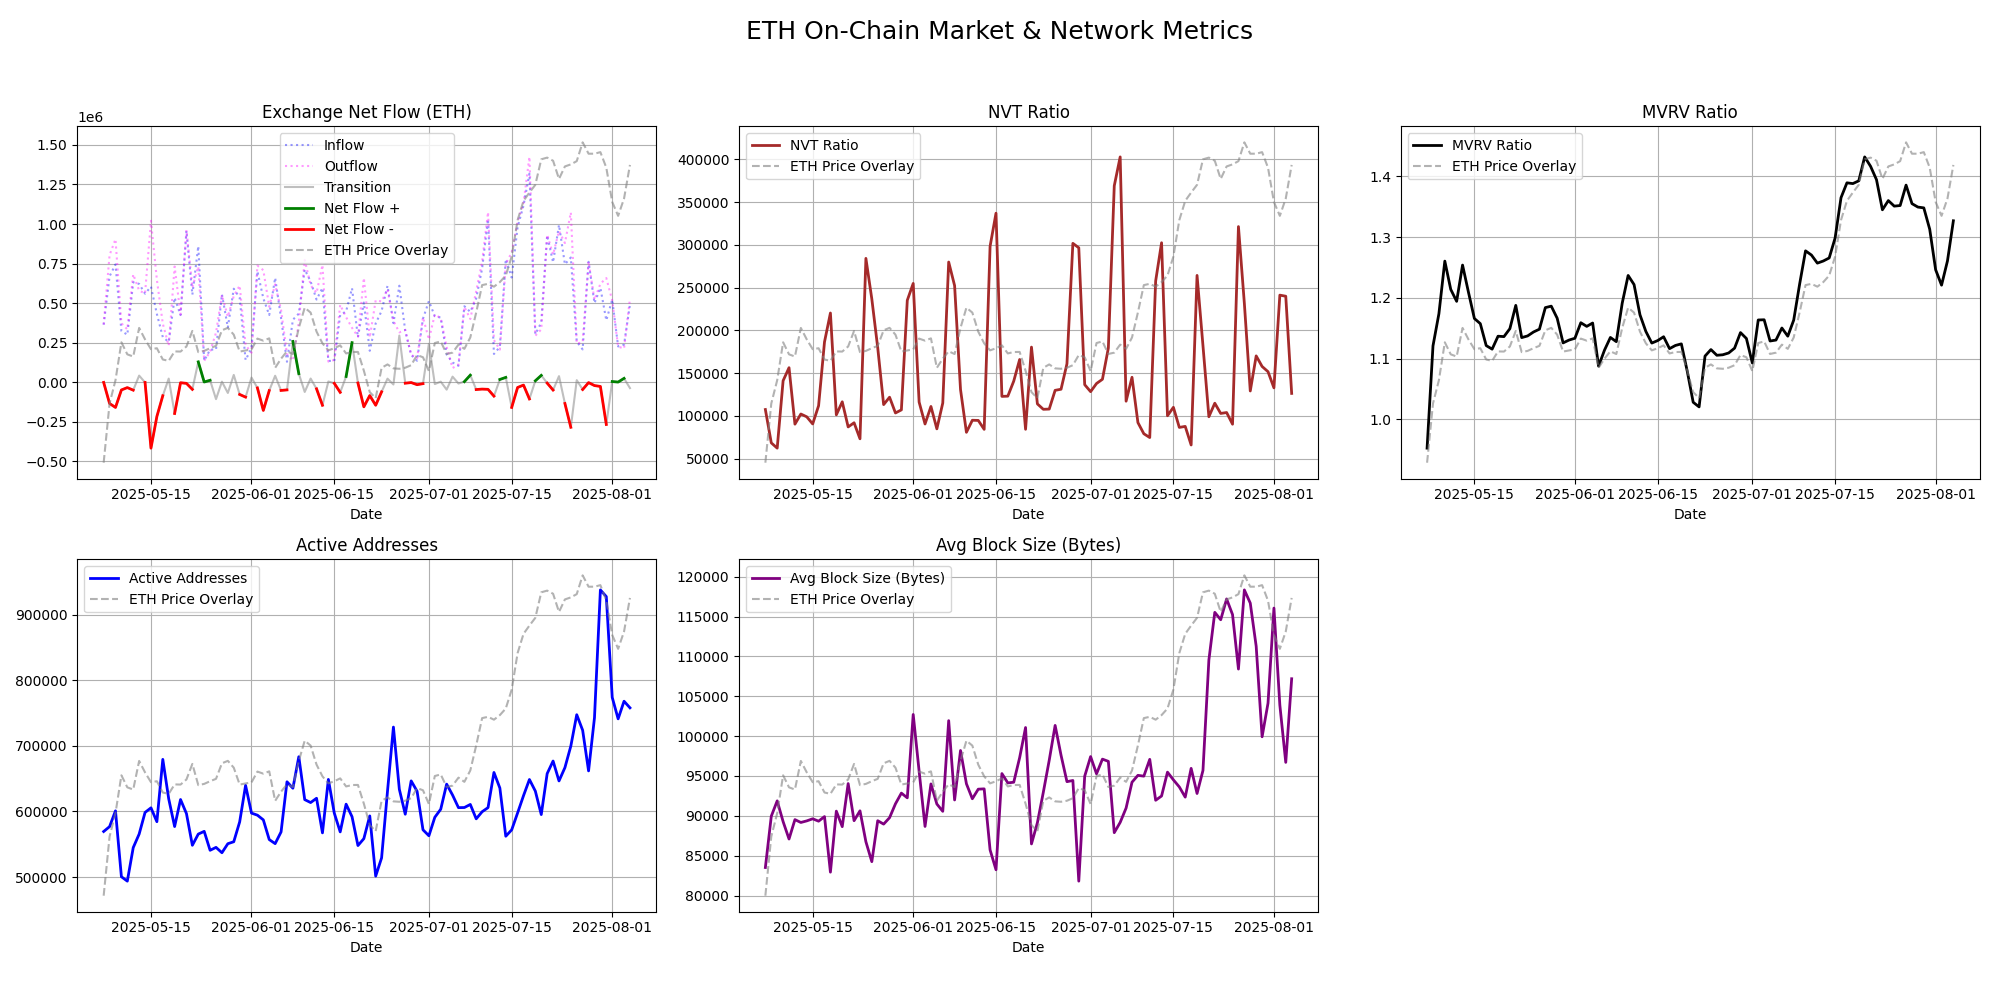 ETH On-Chain Market & Network Metrics
Exchange Net Flow (ETH)
1e6
1.50
1.25
1.00
0.75
0.50
0.25
0.00
−0.25
−0.50
Inflow
Outflow
Transition
Net Flow +
Net Flow -
ETH Price Overlay
2025-05-15
2025-06-01
2025-06-15
2025-07-01
2025-07-15
2025-08-01
Date
NVT Ratio
400000
350000
300000
250000
200000
150000
100000
50000
NVT Ratio
ETH Price Overlay
2025-05-15
2025-06-01
2025-06-15
2025-07-01
2025-07-15
2025-08-01
Date
MVRV Ratio
1.4
1.3
1.2
1.1
1.0
MVRV Ratio
ETH Price Overlay
2025-05-15
2025-06-01
2025-06-15
2025-07-01
2025-07-15
2025-08-01
Date
Active Addresses
900000
800000
700000
600000
500000
Active Addresses
ETH Price Overlay
2025-05-15
2025-06-01
2025-06-15
2025-07-01
2025-07-15
2025-08-01
Date
Avg Block Size (Bytes)
120000
115000
110000
105000
100000
95000
90000
85000
80000
Avg Block Size (Bytes)
ETH Price Overlay
2025-05-15
2025-06-01
2025-06-15
2025-07-01
2025-07-15
2025-08-01
Date